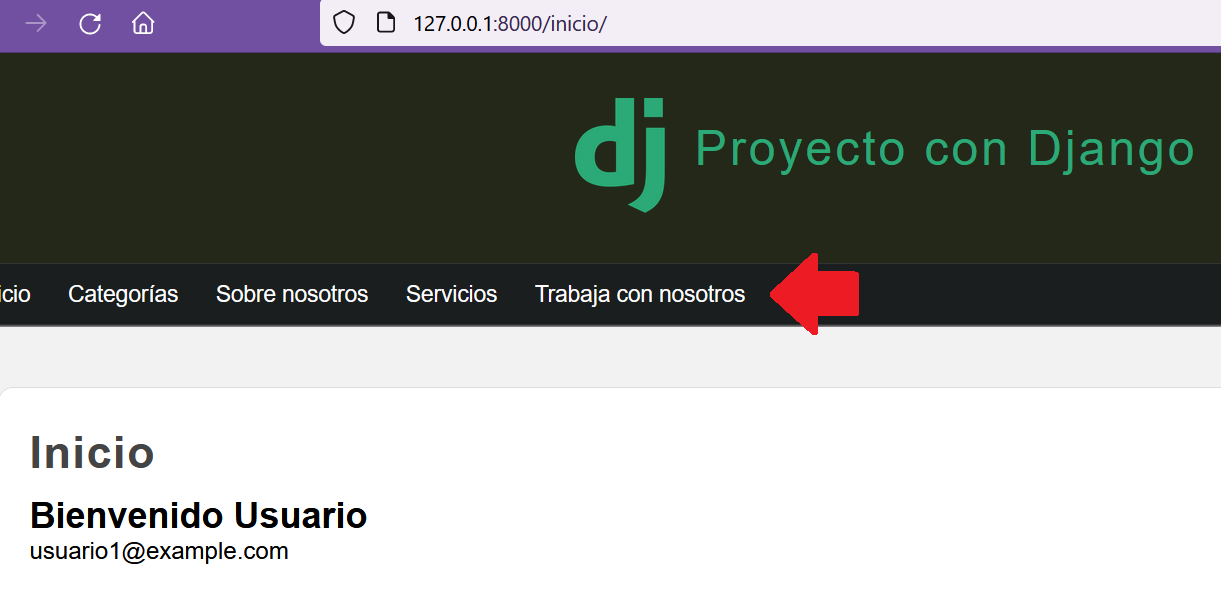 127.0.0.1:8000/inicio/
dj Proyecto con Django
icio Categorías Sobre nosotros Servicios Trabaja con nosotros
Inicio
Bienvenido Usuario
usuario1@example.com